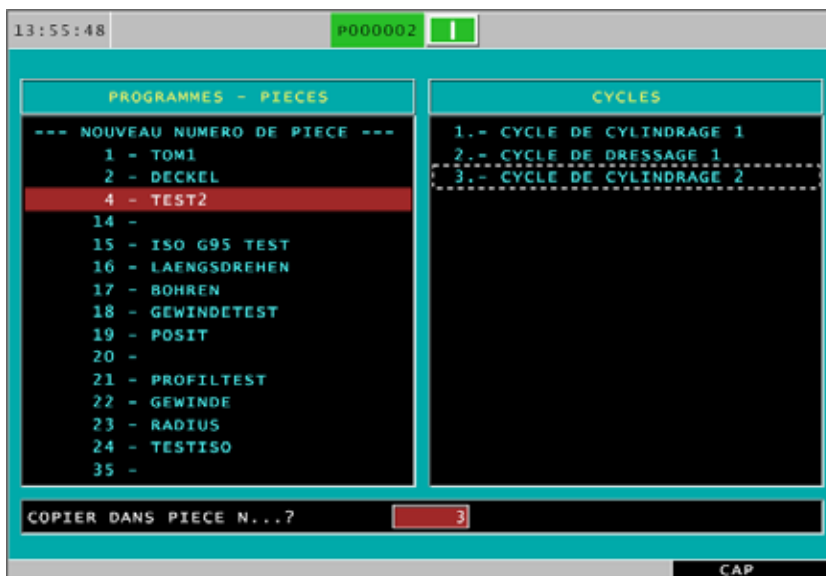 13:55:48
P000002
PROGRAMMES - PIECES
--- NOUVEAU NUMERO DE PIECE ---
1 - TOM1
2 - DECKEL
4 - TEST2
14 -
15 - ISO G95 TEST
16 - LAENGSDREHEN
17 - BOHREN
18 - GEWINDETEST
19 - POSIT
20 -
21 - PROFILTEST
22 - GEWINDE
23 - RADIUS
24 - TESTISO
35 -
CYCLES
1.- CYCLE DE CYLINDRAGE 1
2.- CYCLE DE DRESSAGE 1
3.- CYCLE DE CYLINDRAGE 2
COPIER DANS PIECE N...? 3
CAP